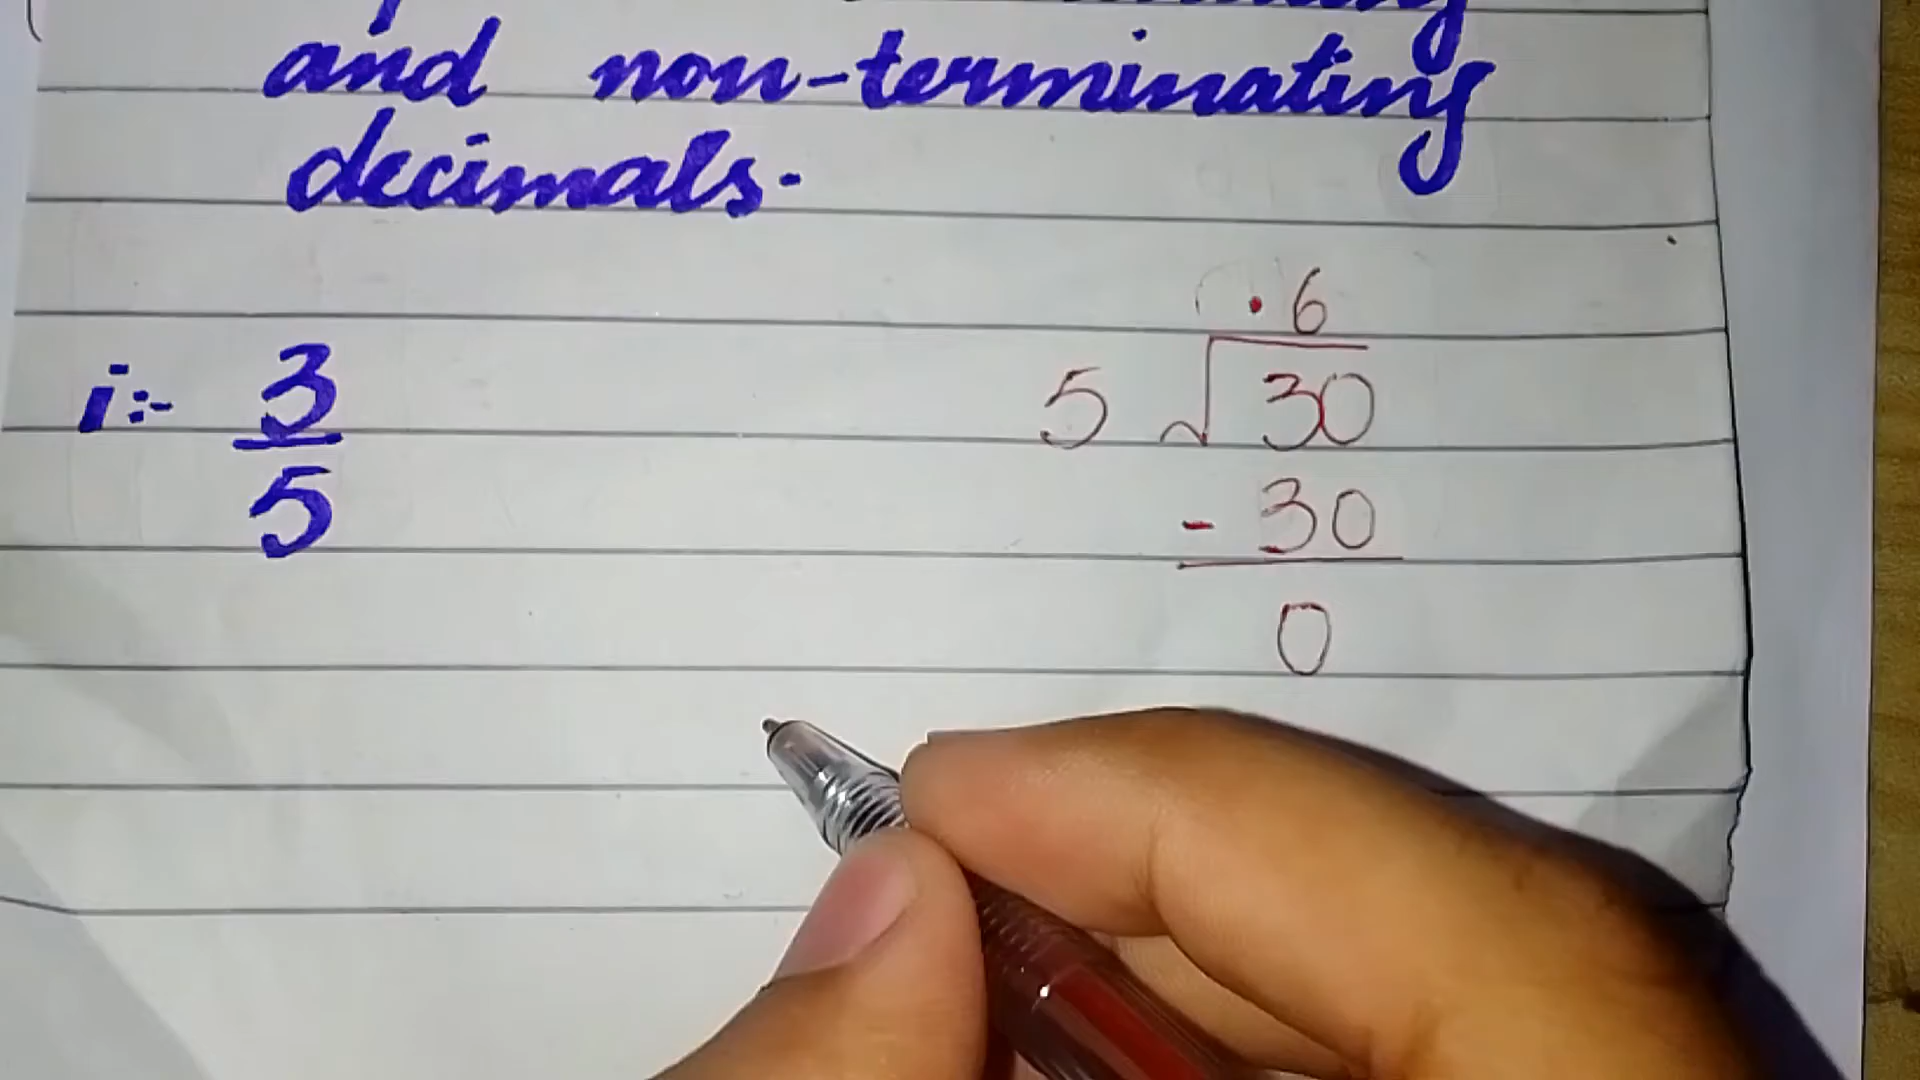 and non-terminating
decimals.
i:- 3
5
.6
5 √30
- 30
0